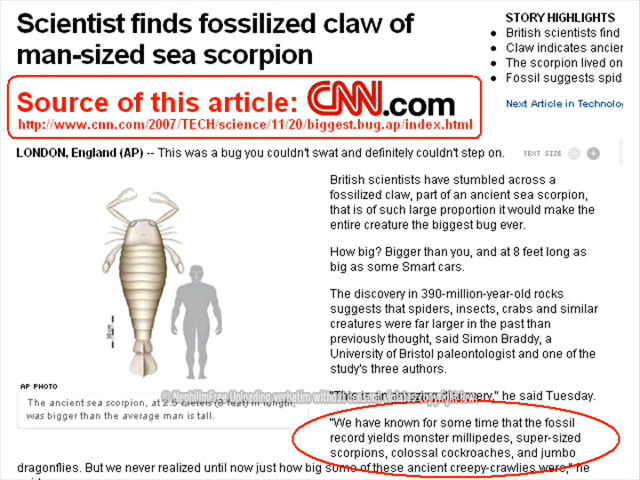 Scientist finds fossilized claw of
man-sized sea scorpion
STORY HIGHLIGHTS
British scientists find
Claw indicates ancier
The scorpion lived on
Fossil suggests spid
Next Article in Technolo
Source of this article: CNN.com
http://www.cnn.com/2007/TECH/science/11/20/biggest.bug.ap/index.html
LONDON, England (AP) -- This was a bug you couldn't swat and definitely couldn't step on.
TEXT SIZE
British scientists have stumbled across a
fossilized claw, part of an ancient sea scorpion,
that is of such large proportion it would make the
entire creature the biggest bug ever.
How big? Bigger than you, and at 8 feet long as
big as some Smart cars.
The discovery in 390-million-year-old rocks
suggests that spiders, insects, crabs and similar
creatures were far larger in the past than
previously thought, said Simon Braddy, a
University of Bristol paleontologist and one of the
study's three authors.
50 cm
AP PHOTO
The ancient sea scorpion, at 2.5 meters (8 feet) in length,
was bigger than the average man is tall.
© NephilimFree Uploading verbatim
"This is an amazing discovery," he said Tuesday.
"We have known for some time that the fossil
record yields monster millipedes, super-sized
scorpions, colossal cockroaches, and jumbo
dragonflies. But we never realized until now just how big some of these ancient creepy-crawlies were," he